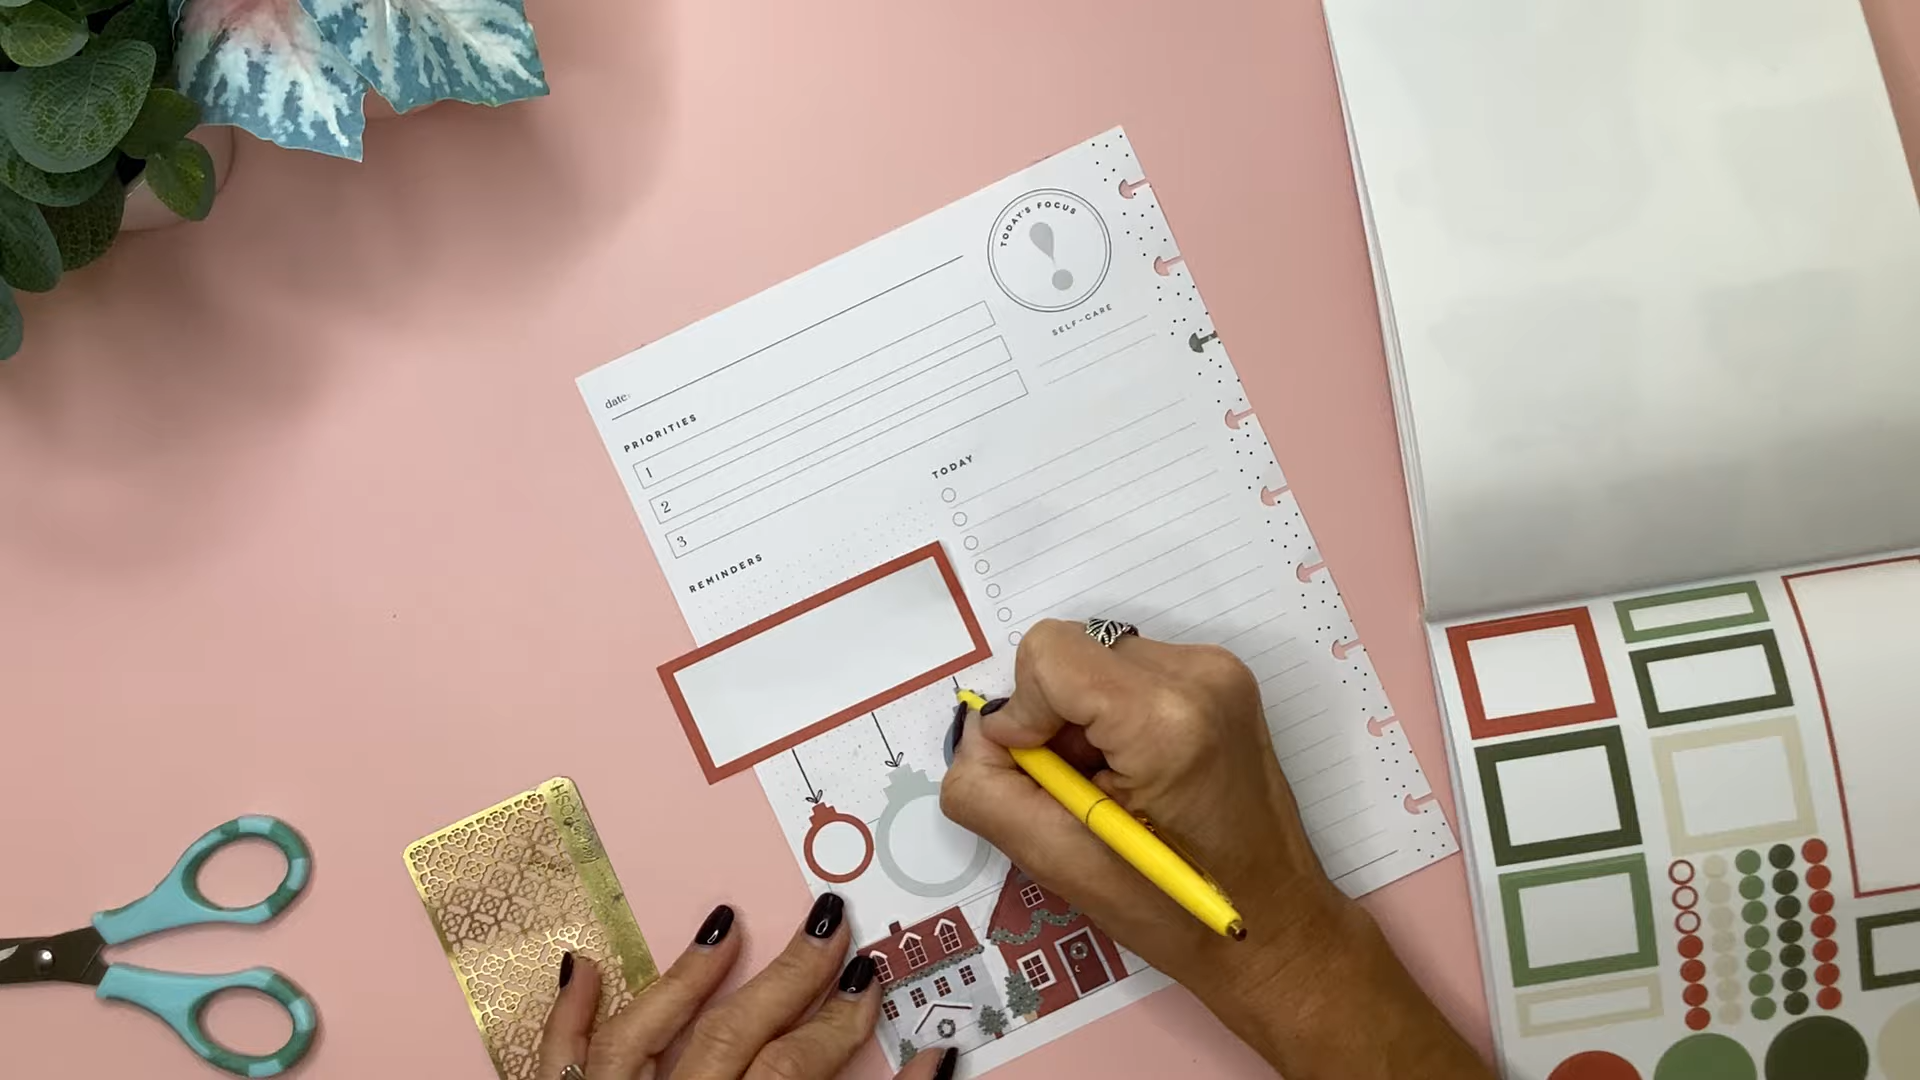 TODAY'S FOCUS
SELF-CARE
date:
PRIORITIES
1
2
3
TODAY
REMINDERS